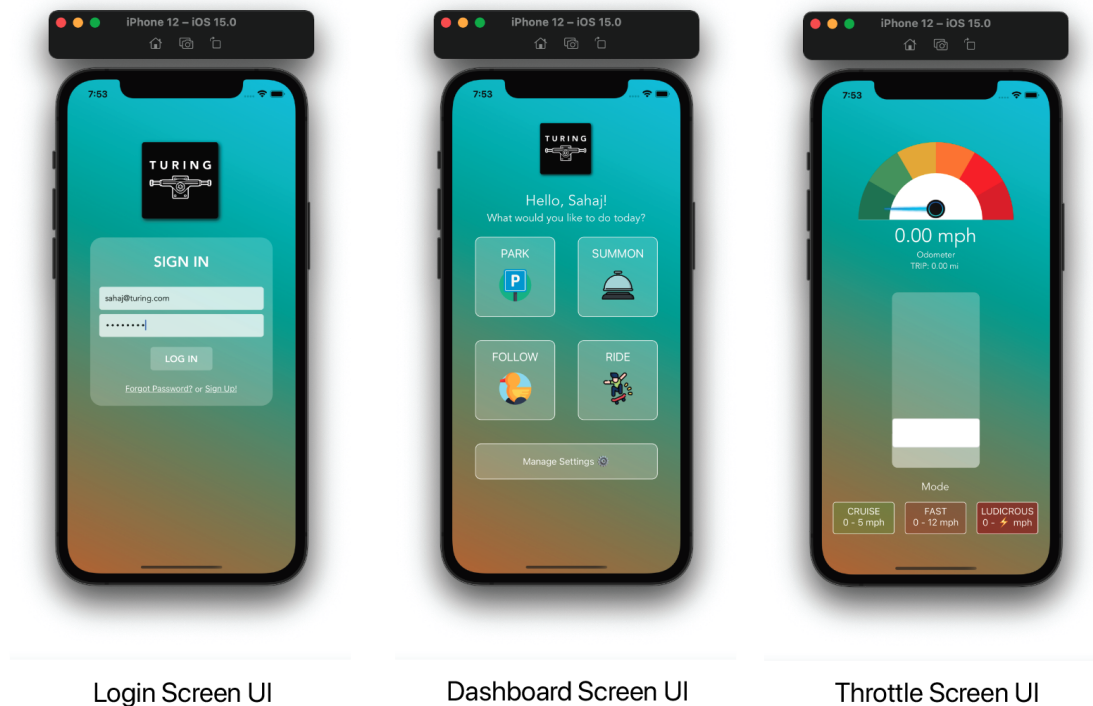 iPhone 12 – iOS 15.0
7:53
TURING
SIGN IN
sahaj@turing.com
••••••••
LOG IN
Forgot Password? or Sign Up!
Login Screen UI
iPhone 12 – iOS 15.0
7:53
TURING
Hello, Sahaj!
What would you like to do today?
PARK
P
SUMMON
FOLLOW
RIDE
Manage Settings
Dashboard Screen UI
iPhone 12 – iOS 15.0
7:53
0.00 mph
Odometer
TRIP: 0.00 mi
Mode
CRUISE
0 - 5 mph
FAST
0 - 12 mph
LUDICROUS
0 - ⚡ mph
Throttle Screen UI